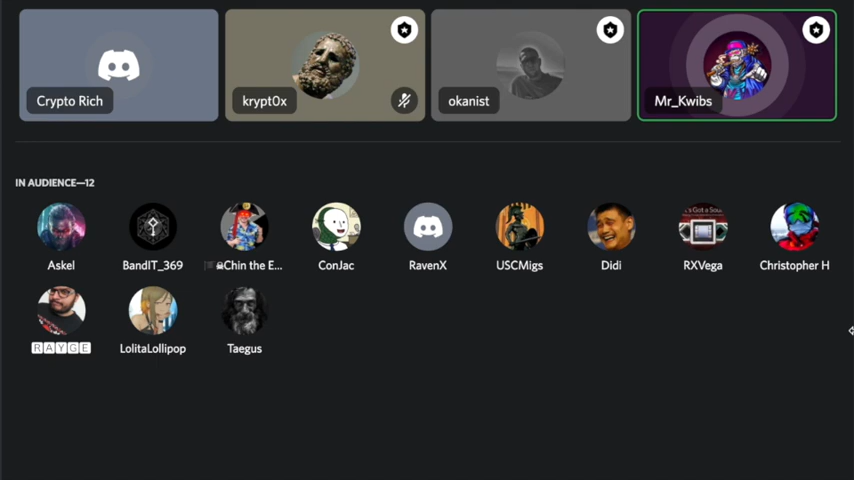 Crypto Rich
krypt0x
okanist
Mr_Kwibs
IN AUDIENCE—12
Askel
BandIT_369
Chin the E...
ConJac
RavenX
USCMigs
Didi
RXVega
Christopher H
RAYGE
LolitaLollipop
Taegus